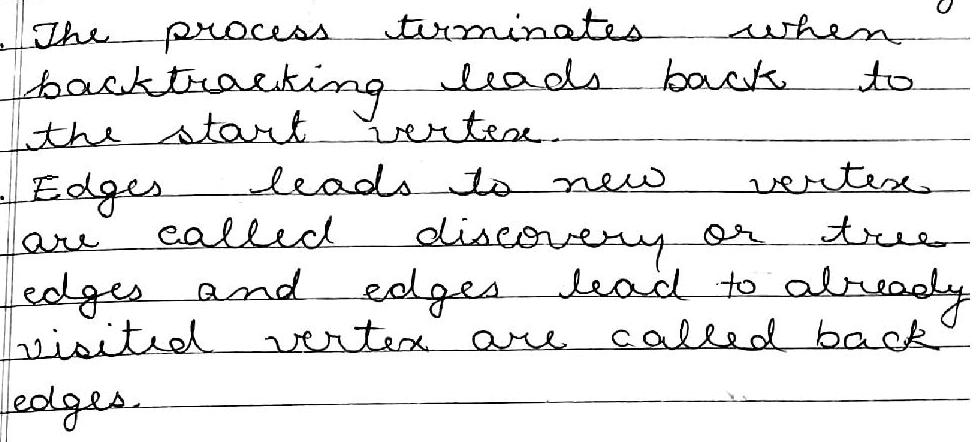 . The process terminates when
backtracking leads back to
the start vertex.
. Edges leads to new vertex
are called discovery or tree
edges and edges lead to already
visited vertex are called back
edges.